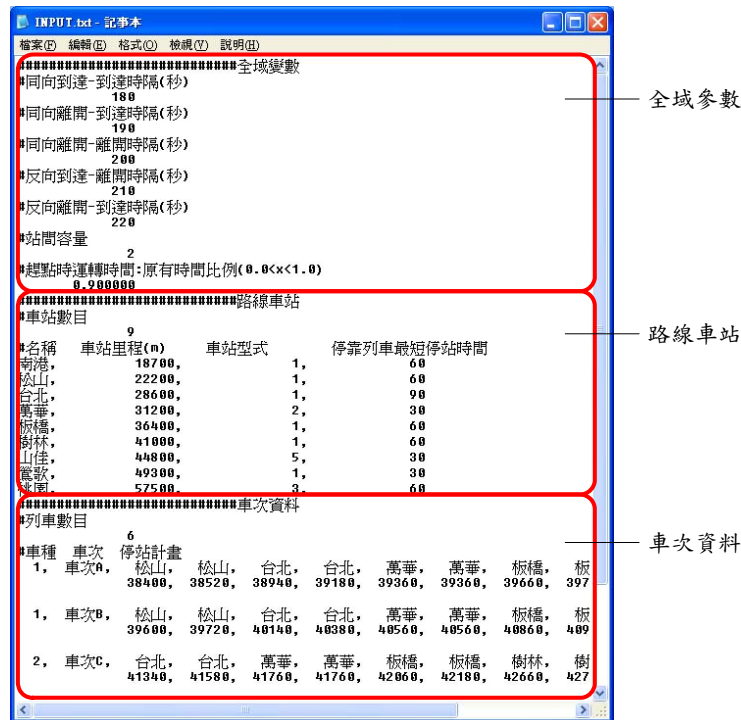 INPUT.txt - 記事本
檔案(F) 編輯(E) 格式(O) 檢視(V) 說明(H)
##############################全域變數
#同向到達-到達時隔(秒)
180
#同向離開-到達時隔(秒)
190
#同向離開-離開時隔(秒)
200
#反向到達-離開時隔(秒)
210
#反向離開-到達時隔(秒)
220
#站間容量
2
#趕點時運轉時間:原有時間比例(0.0<x<1.0)
0.900000
##############################路線車站
#車站數目
9
#名稱 車站里程(m) 車站型式 停靠列車最短停站時間
南港, 18700, 1, 60
松山, 22200, 1, 60
台北, 28600, 1, 90
萬華, 31200, 2, 30
板橋, 36400, 1, 60
樹林, 41000, 1, 60
山佳, 44800, 5, 30
鶯歌, 49300, 1, 30
桃園, 57500, 3, 60
##############################車次資料
#列車數目
6
#車種 車次 停站計畫
1, 車次A, 松山, 松山, 台北, 台北, 萬華, 萬華, 板橋, 板
38400, 38520, 38940, 39180, 39360, 39360, 39660, 397
1, 車次B, 松山, 松山, 台北, 台北, 萬華, 萬華, 板橋, 板
39600, 39720, 40140, 40380, 40560, 40560, 40860, 409
2, 車次C, 台北, 台北, 萬華, 萬華, 板橋, 板橋, 樹林, 樹
41340, 41580, 41760, 41760, 42060, 42180, 42660, 427
全域參數
路線車站
車次資料